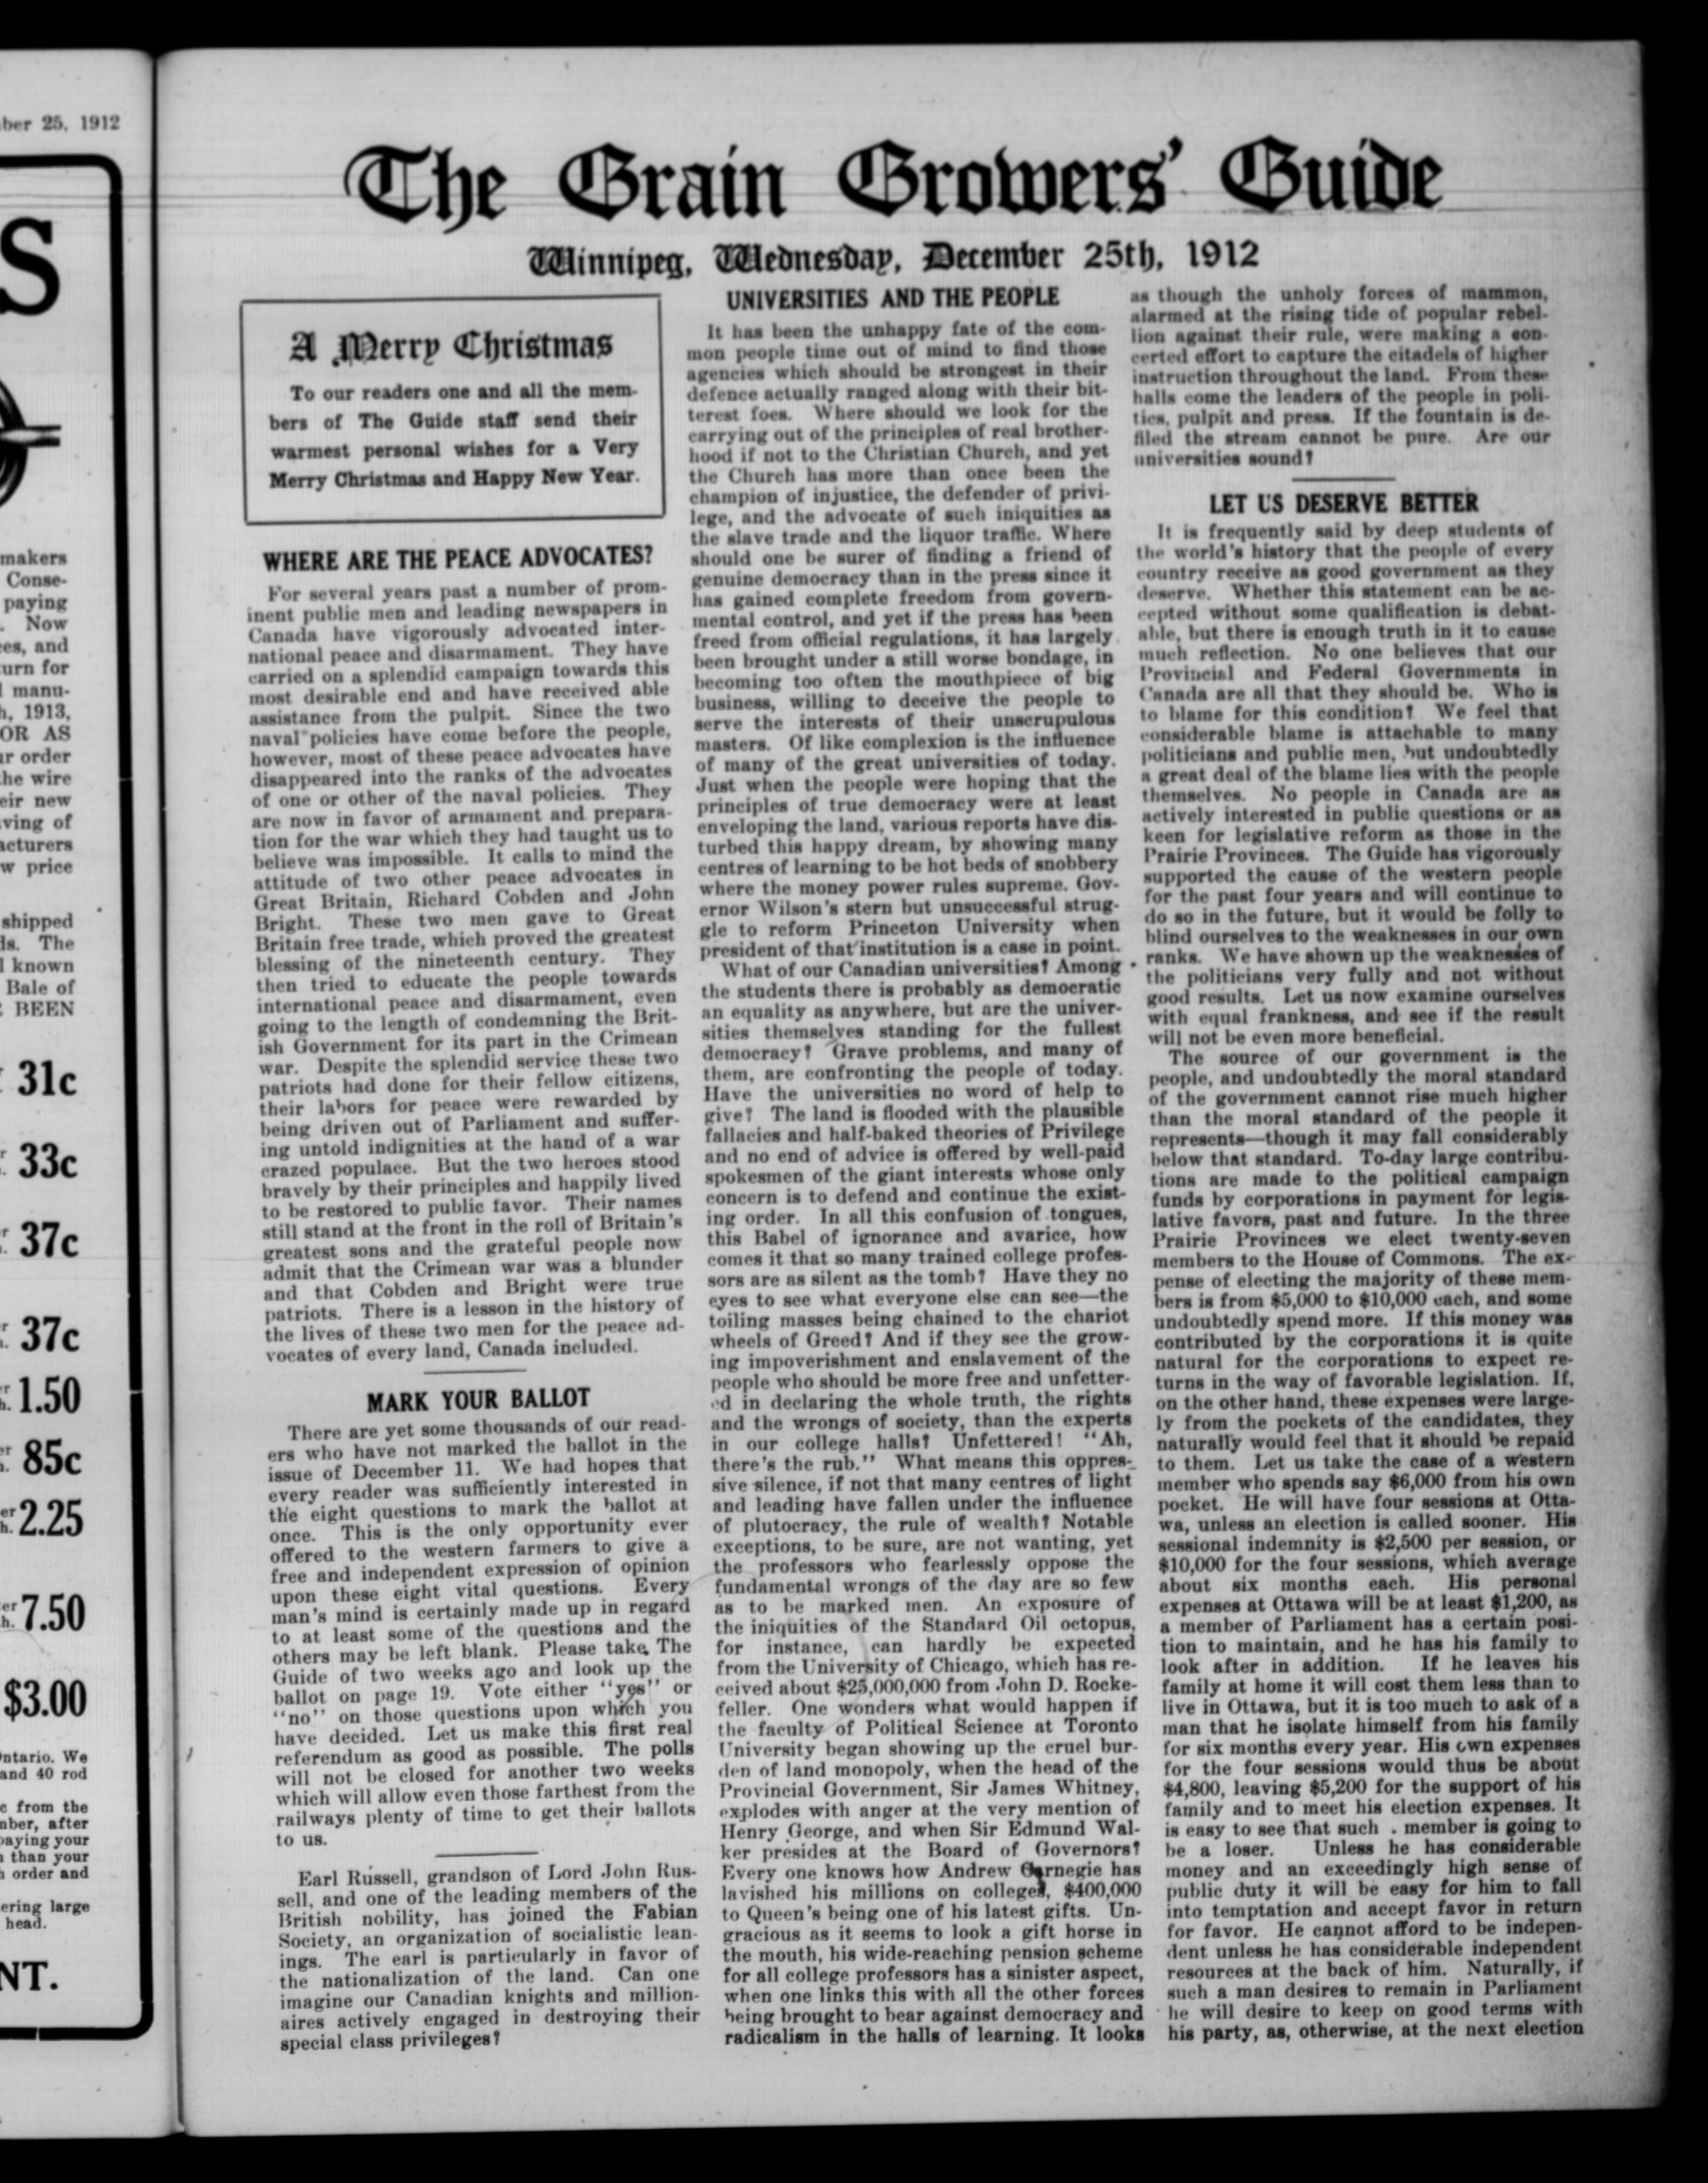 ber 25, 1912
S
makers
Conse-
paying
. Now
es, and
urn for
l manu-
h, 1913,
OR AS
ur order
he wire
eir new
ving of
acturers
w price
shipped
ds. The
l known
Bale of
BEEN
31c
33c
37c
37c
1.50
85c
2.25
7.50
$3.00
Ontario. We
and 40 rod
c from the
nber, after
paying your
n than your
h order and
ering large
head.
NT.
The Grain Growers' Guide
Winnipeg, Wednesday, December 25th, 1912
A Merry Christmas
To our readers one and all the mem-
bers of The Guide staff send their
warmest personal wishes for a Very
Merry Christmas and Happy New Year.
WHERE ARE THE PEACE ADVOCATES?
For several years past a number of prom-
inent public men and leading newspapers in
Canada have vigorously advocated inter-
national peace and disarmament. They have
carried on a splendid campaign towards this
most desirable end and have received able
assistance from the pulpit. Since the two
naval policies have come before the people,
however, most of these peace advocates have
disappeared into the ranks of the advocates
of one or other of the naval policies. They
are now in favor of armament and prepara-
tion for the war which they had taught us to
believe was impossible. It calls to mind the
attitude of two other peace advocates in
Great Britain, Richard Cobden and John
Bright. These two men gave to Great
Britain free trade, which proved the greatest
blessing of the nineteenth century. They
then tried to educate the people towards
international peace and disarmament, even
going to the length of condemning the Brit-
ish Government for its part in the Crimean
war. Despite the splendid service these two
patriots had done for their fellow citizens,
their labors for peace were rewarded by
being driven out of Parliament and suffer-
ing untold indignities at the hand of a war
crazed populace. But the two heroes stood
bravely by their principles and happily lived
to be restored to public favor. Their names
still stand at the front in the roll of Britain's
greatest sons and the grateful people now
admit that the Crimean war was a blunder
and that Cobden and Bright were true
patriots. There is a lesson in the history of
the lives of these two men for the peace ad-
vocates of every land, Canada included.
MARK YOUR BALLOT
There are yet some thousands of our read-
ers who have not marked the ballot in the
issue of December 11. We had hopes that
every reader was sufficiently interested in
the eight questions to mark the ballot at
once. This is the only opportunity ever
offered to the western farmers to give a
free and independent expression of opinion
upon these eight vital questions. Every
man's mind is certainly made up in regard
to at least some of the questions and the
others may be left blank. Please take The
Guide of two weeks ago and look up the
ballot on page 19. Vote either "yes" or
"no" on those questions upon which you
have decided. Let us make this first real
referendum as good as possible. The polls
will not be closed for another two weeks
which will allow even those farthest from the
railways plenty of time to get their ballots
to us.
Earl Russell, grandson of Lord John Rus-
sell, and one of the leading members of the
British nobility, has joined the Fabian
Society, an organization of socialistic lean-
ings. The earl is particularly in favor of
the nationalization of the land. Can one
imagine our Canadian knights and million-
aires actively engaged in destroying their
special class privileges?
UNIVERSITIES AND THE PEOPLE
It has been the unhappy fate of the com-
mon people time out of mind to find those
agencies which should be strongest in their
defence actually ranged along with their bit-
terest foes. Where should we look for the
carrying out of the principles of real brother-
hood if not to the Christian Church, and yet
the Church has more than once been the
champion of injustice, the defender of privi-
lege, and the advocate of such iniquities as
the slave trade and the liquor traffic. Where
should one be surer of finding a friend of
genuine democracy than in the press since it
has gained complete freedom from govern-
mental control, and yet if the press has been
freed from official regulations, it has largely
been brought under a still worse bondage, in
becoming too often the mouthpiece of big
business, willing to deceive the people to
serve the interests of their unscrupulous
masters. Of like complexion is the influence
of many of the great universities of today.
Just when the people were hoping that the
principles of true democracy were at least
enveloping the land, various reports have dis-
turbed this happy dream, by showing many
centres of learning to be hot beds of snobbery
where the money power rules supreme. Gov-
ernor Wilson's stern but unsuccessful strug-
gle to reform Princeton University when
president of that institution is a case in point.
What of our Canadian universities? Among
the students there is probably as democratic
an equality as anywhere, but are the univer-
sities themselves standing for the fullest
democracy? Grave problems, and many of
them, are confronting the people of today.
Have the universities no word of help to
give? The land is flooded with the plausible
fallacies and half-baked theories of Privilege
and no end of advice is offered by well-paid
spokesmen of the giant interests whose only
concern is to defend and continue the exist-
ing order. In all this confusion of tongues,
this Babel of ignorance and avarice, how
comes it that so many trained college profes-
sors are as silent as the tomb? Have they no
eyes to see what everyone else can see—the
toiling masses being chained to the chariot
wheels of Greed? And if they see the grow-
ing impoverishment and enslavement of the
people who should be more free and unfetter-
ed in declaring the whole truth, the rights
and the wrongs of society, than the experts
in our college halls? Unfettered! "Ah,
there's the rub." What means this oppres-
sive silence, if not that many centres of light
and leading have fallen under the influence
of plutocracy, the rule of wealth? Notable
exceptions, to be sure, are not wanting, yet
the professors who fearlessly oppose the
fundamental wrongs of the day are so few
as to be marked men. An exposure of
the iniquities of the Standard Oil octopus,
for instance, can hardly be expected
from the University of Chicago, which has re-
ceived about $25,000,000 from John D. Rocke-
feller. One wonders what would happen if
the faculty of Political Science at Toronto
University began showing up the cruel bur-
den of land monopoly, when the head of the
Provincial Government, Sir James Whitney,
explodes with anger at the very mention of
Henry George, and when Sir Edmund Wal-
ker presides at the Board of Governors?
Every one knows how Andrew Carnegie has
lavished his millions on colleges, $400,000
to Queen's being one of his latest gifts. Un-
gracious as it seems to look a gift horse in
the mouth, his wide-reaching pension scheme
for all college professors has a sinister aspect,
when one links this with all the other forces
being brought to bear against democracy and
radicalism in the halls of learning. It looks
as though the unholy forces of mammon,
alarmed at the rising tide of popular rebel-
lion against their rule, were making a con-
certed effort to capture the citadels of higher
instruction throughout the land. From these
halls come the leaders of the people in poli-
tics, pulpit and press. If the fountain is de-
filed the stream cannot be pure. Are our
universities sound?
LET US DESERVE BETTER
It is frequently said by deep students of
the world's history that the people of every
country receive as good government as they
deserve. Whether this statement can be ac-
cepted without some qualification is debat-
able, but there is enough truth in it to cause
much reflection. No one believes that our
Provincial and Federal Governments in
Canada are all that they should be. Who is
to blame for this condition? We feel that
considerable blame is attachable to many
politicians and public men, but undoubtedly
a great deal of the blame lies with the people
themselves. No people in Canada are as
actively interested in public questions or as
keen for legislative reform as those in the
Prairie Provinces. The Guide has vigorously
supported the cause of the western people
for the past four years and will continue to
do so in the future, but it would be folly to
blind ourselves to the weaknesses in our own
ranks. We have shown up the weaknesses of
the politicians very fully and not without
good results. Let us now examine ourselves
with equal frankness, and see if the result
will not be even more beneficial.
The source of our government is the
people, and undoubtedly the moral standard
of the government cannot rise much higher
than the moral standard of the people it
represents—though it may fall considerably
below that standard. To-day large contribu-
tions are made to the political campaign
funds by corporations in payment for legis-
lative favors, past and future. In the three
Prairie Provinces we elect twenty-seven
members to the House of Commons. The ex-
pense of electing the majority of these mem-
bers is from $5,000 to $10,000 each, and some
undoubtedly spend more. If this money was
contributed by the corporations it is quite
natural for the corporations to expect re-
turns in the way of favorable legislation. If,
on the other hand, these expenses were large-
ly from the pockets of the candidates, they
naturally would feel that it should be repaid
to them. Let us take the case of a western
member who spends say $6,000 from his own
pocket. He will have four sessions at Otta-
wa, unless an election is called sooner. His
sessional indemnity is $2,500 per session, or
$10,000 for the four sessions, which average
about six months each. His personal
expenses at Ottawa will be at least $1,200, as
a member of Parliament has a certain posi-
tion to maintain, and he has his family to
look after in addition. If he leaves his
family at home it will cost them less than to
live in Ottawa, but it is too much to ask of a
man that he isolate himself from his family
for six months every year. His own expenses
for the four sessions would thus be about
$4,800, leaving $5,200 for the support of his
family and to meet his election expenses. It
is easy to see that such . member is going to
be a loser. Unless he has considerable
money and an exceedingly high sense of
public duty it will be easy for him to fall
into temptation and accept favor in return
for favor. He cannot afford to be indepen-
dent unless he has considerable independent
resources at the back of him. Naturally, if
such a man desires to remain in Parliament
he will desire to keep on good terms with
his party, as, otherwise, at the next election